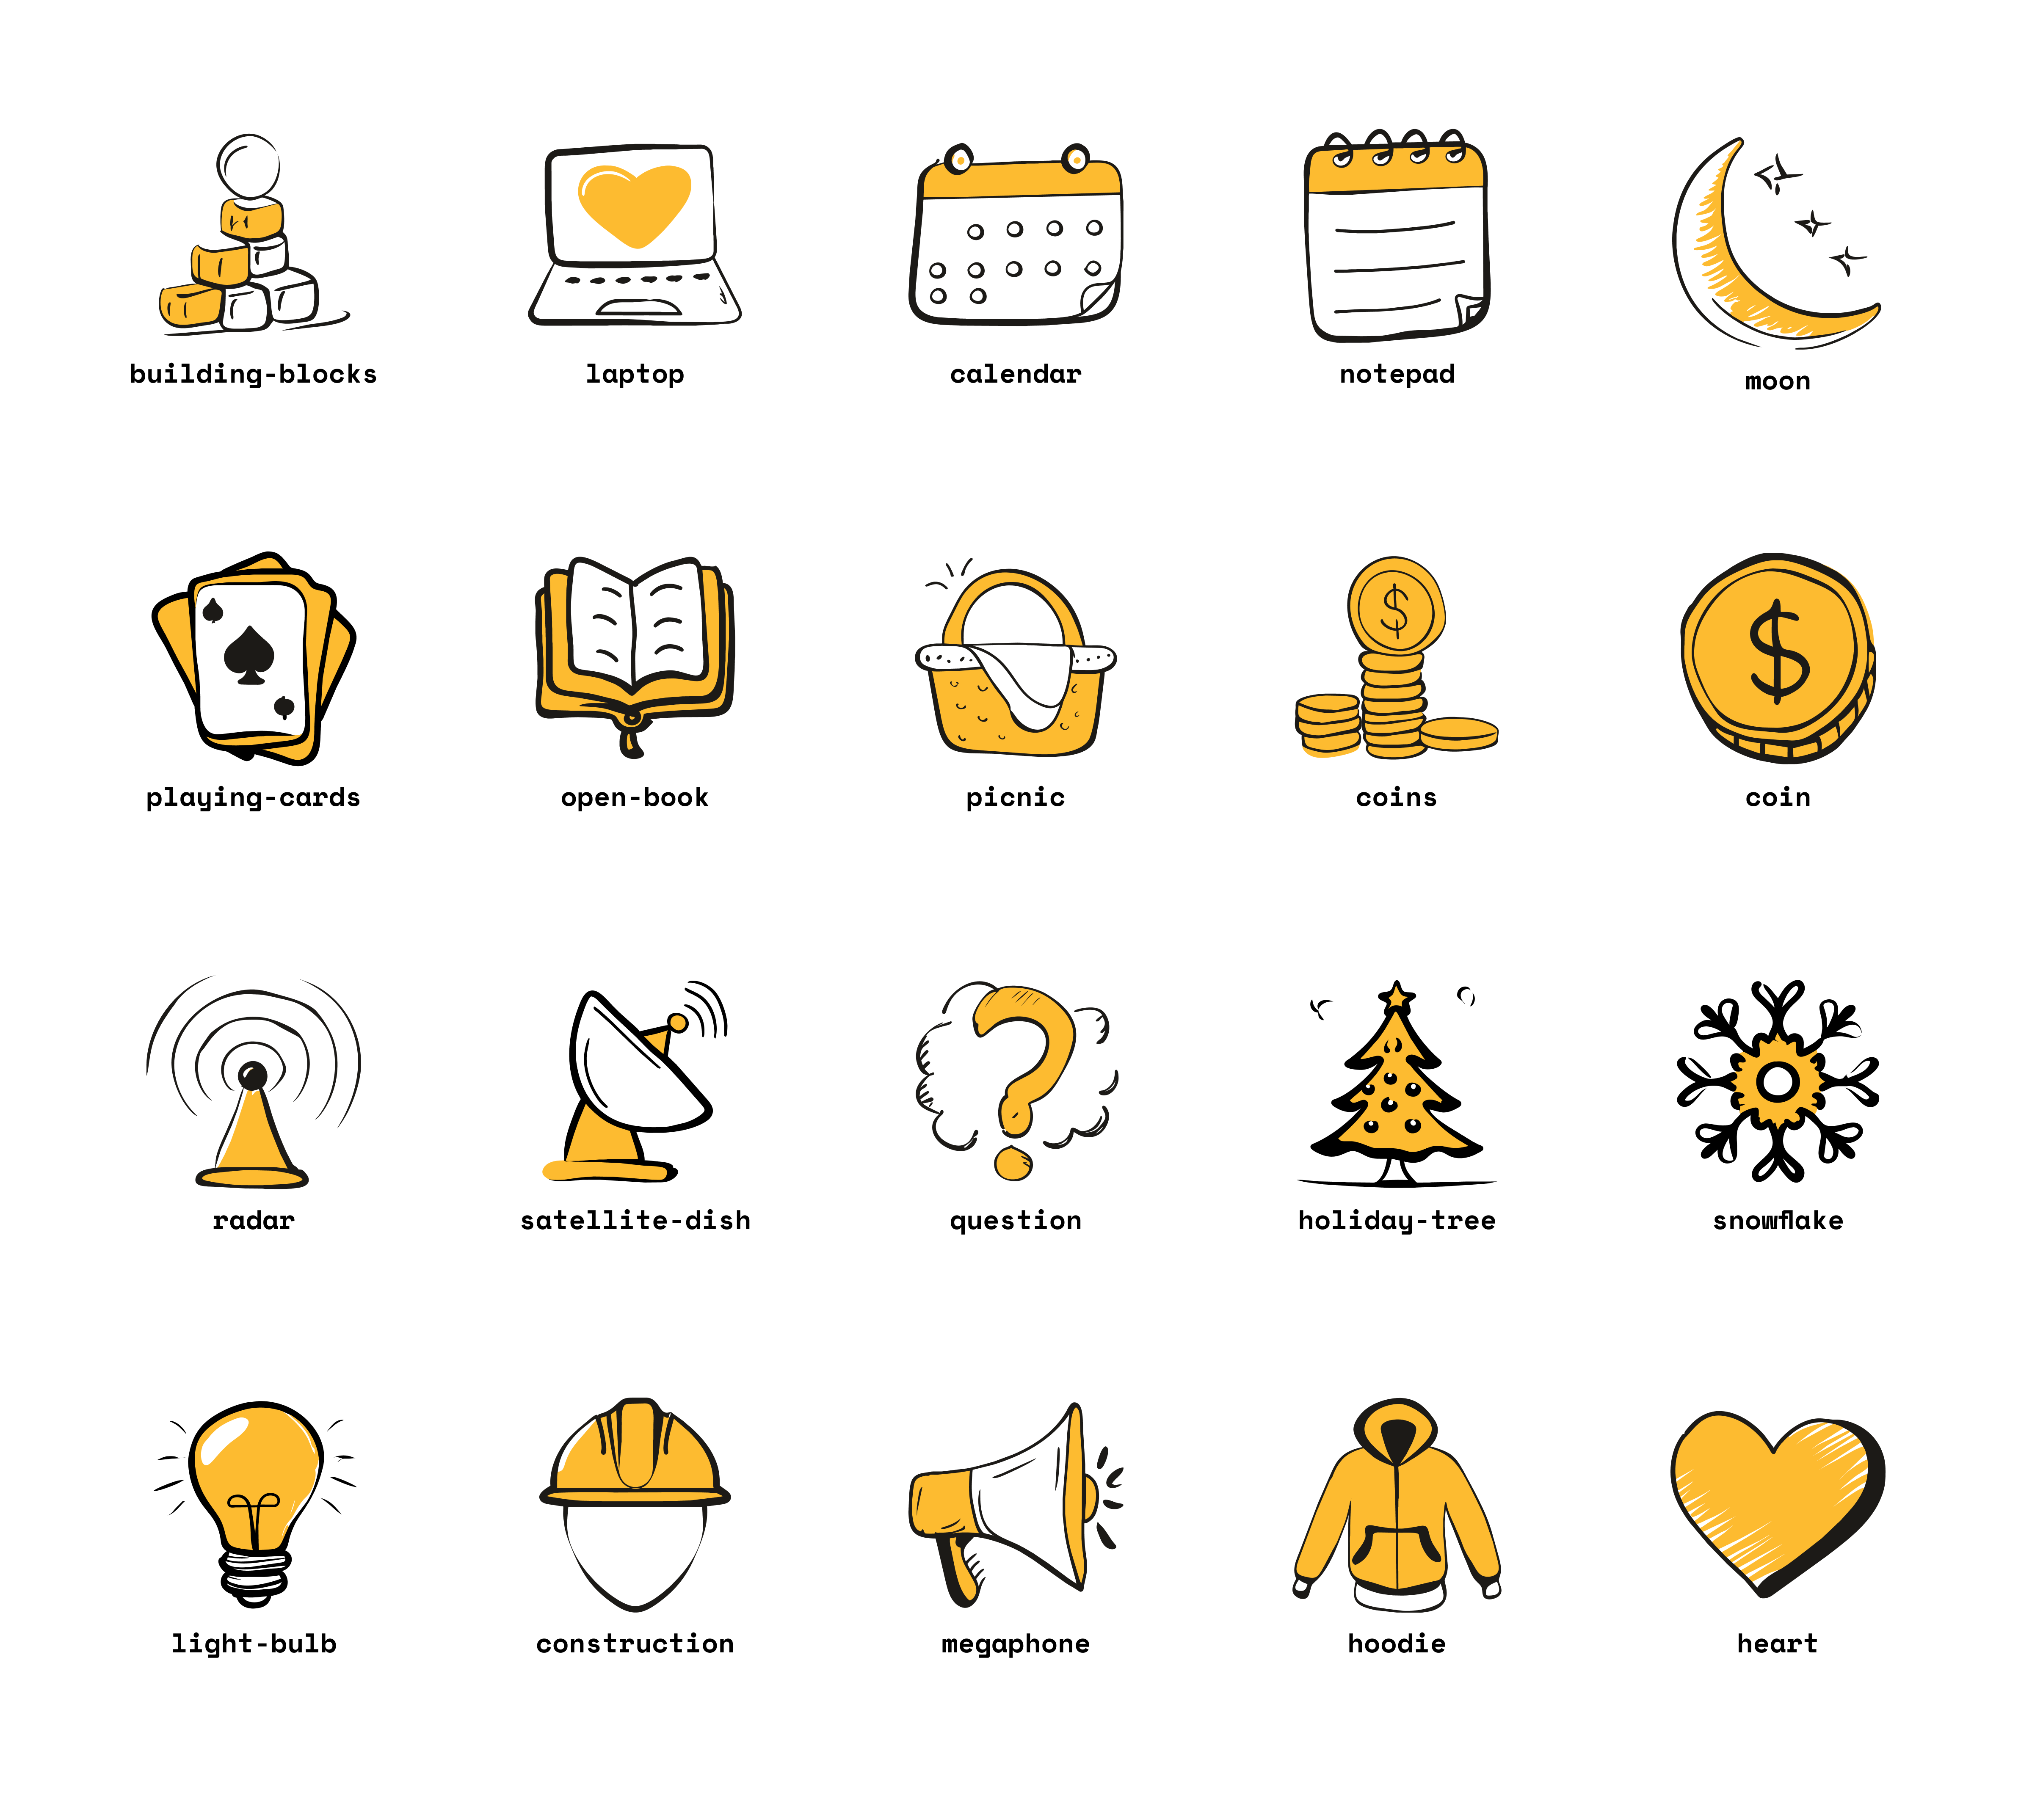 building-blocks
laptop
calendar
notepad
moon
playing-cards
open-book
picnic
$
coins
$
coin
radar
satellite-dish
?
question
holiday-tree
snowflake
light-bulb
construction
megaphone
hoodie
heart